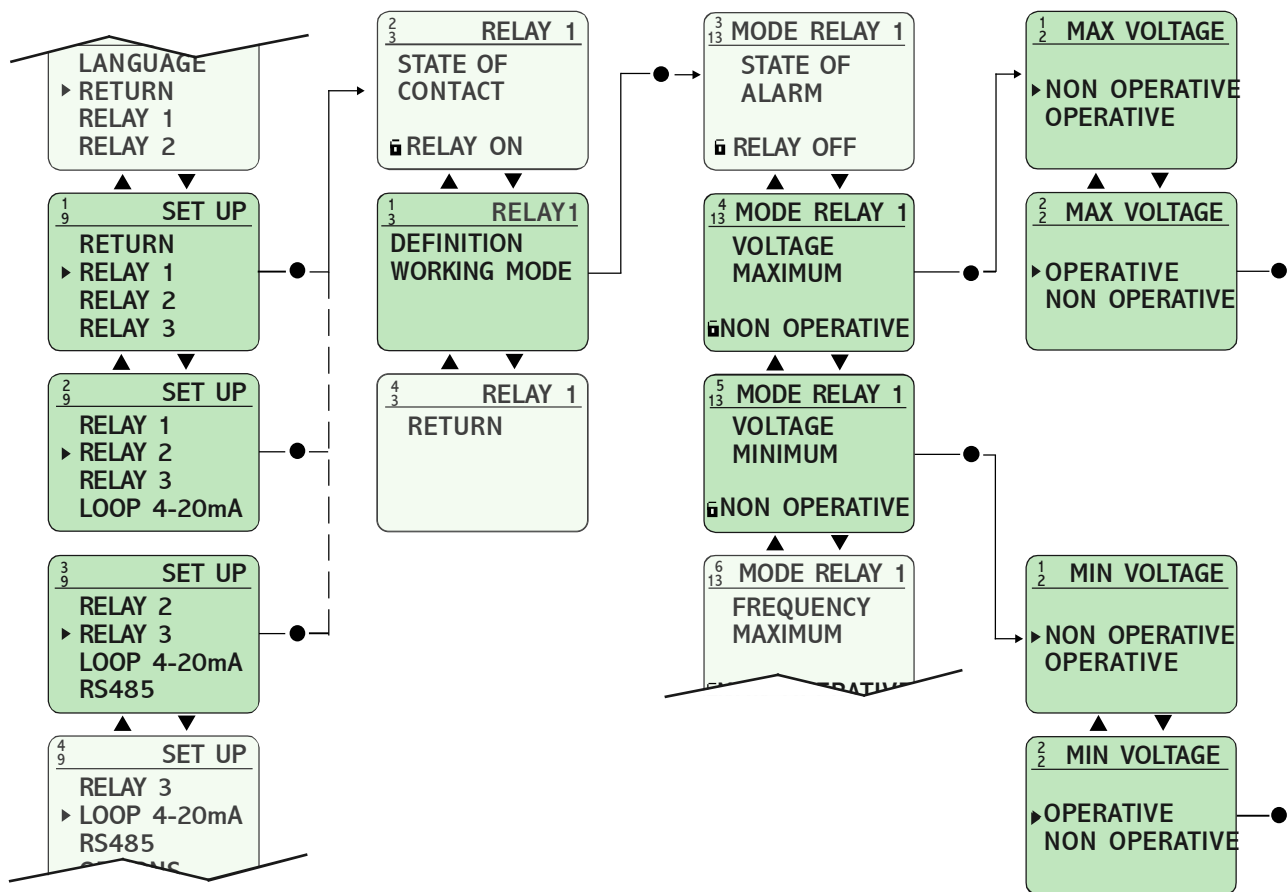 LANGUAGE
RETURN
RELAY 1
RELAY 2
1/9 SET UP
RETURN
RELAY 1
RELAY 2
RELAY 3
2/9 SET UP
RELAY 1
RELAY 2
RELAY 3
LOOP 4-20mA
3/9 SET UP
RELAY 2
RELAY 3
LOOP 4-20mA
RS485
4/9 SET UP
RELAY 3
LOOP 4-20mA
RS485
2/3 RELAY 1
STATE OF
CONTACT
RELAY ON
1/3 RELAY1
DEFINITION
WORKING MODE
4/3 RELAY 1
RETURN
3/13 MODE RELAY 1
STATE OF
ALARM
RELAY OFF
4/13 MODE RELAY 1
VOLTAGE
MAXIMUM
NON OPERATIVE
5/13 MODE RELAY 1
VOLTAGE
MINIMUM
NON OPERATIVE
6/13 MODE RELAY 1
FREQUENCY
MAXIMUM
1/2 MAX VOLTAGE
NON OPERATIVE
OPERATIVE
2/2 MAX VOLTAGE
OPERATIVE
NON OPERATIVE
1/2 MIN VOLTAGE
NON OPERATIVE
OPERATIVE
2/2 MIN VOLTAGE
OPERATIVE
NON OPERATIVE